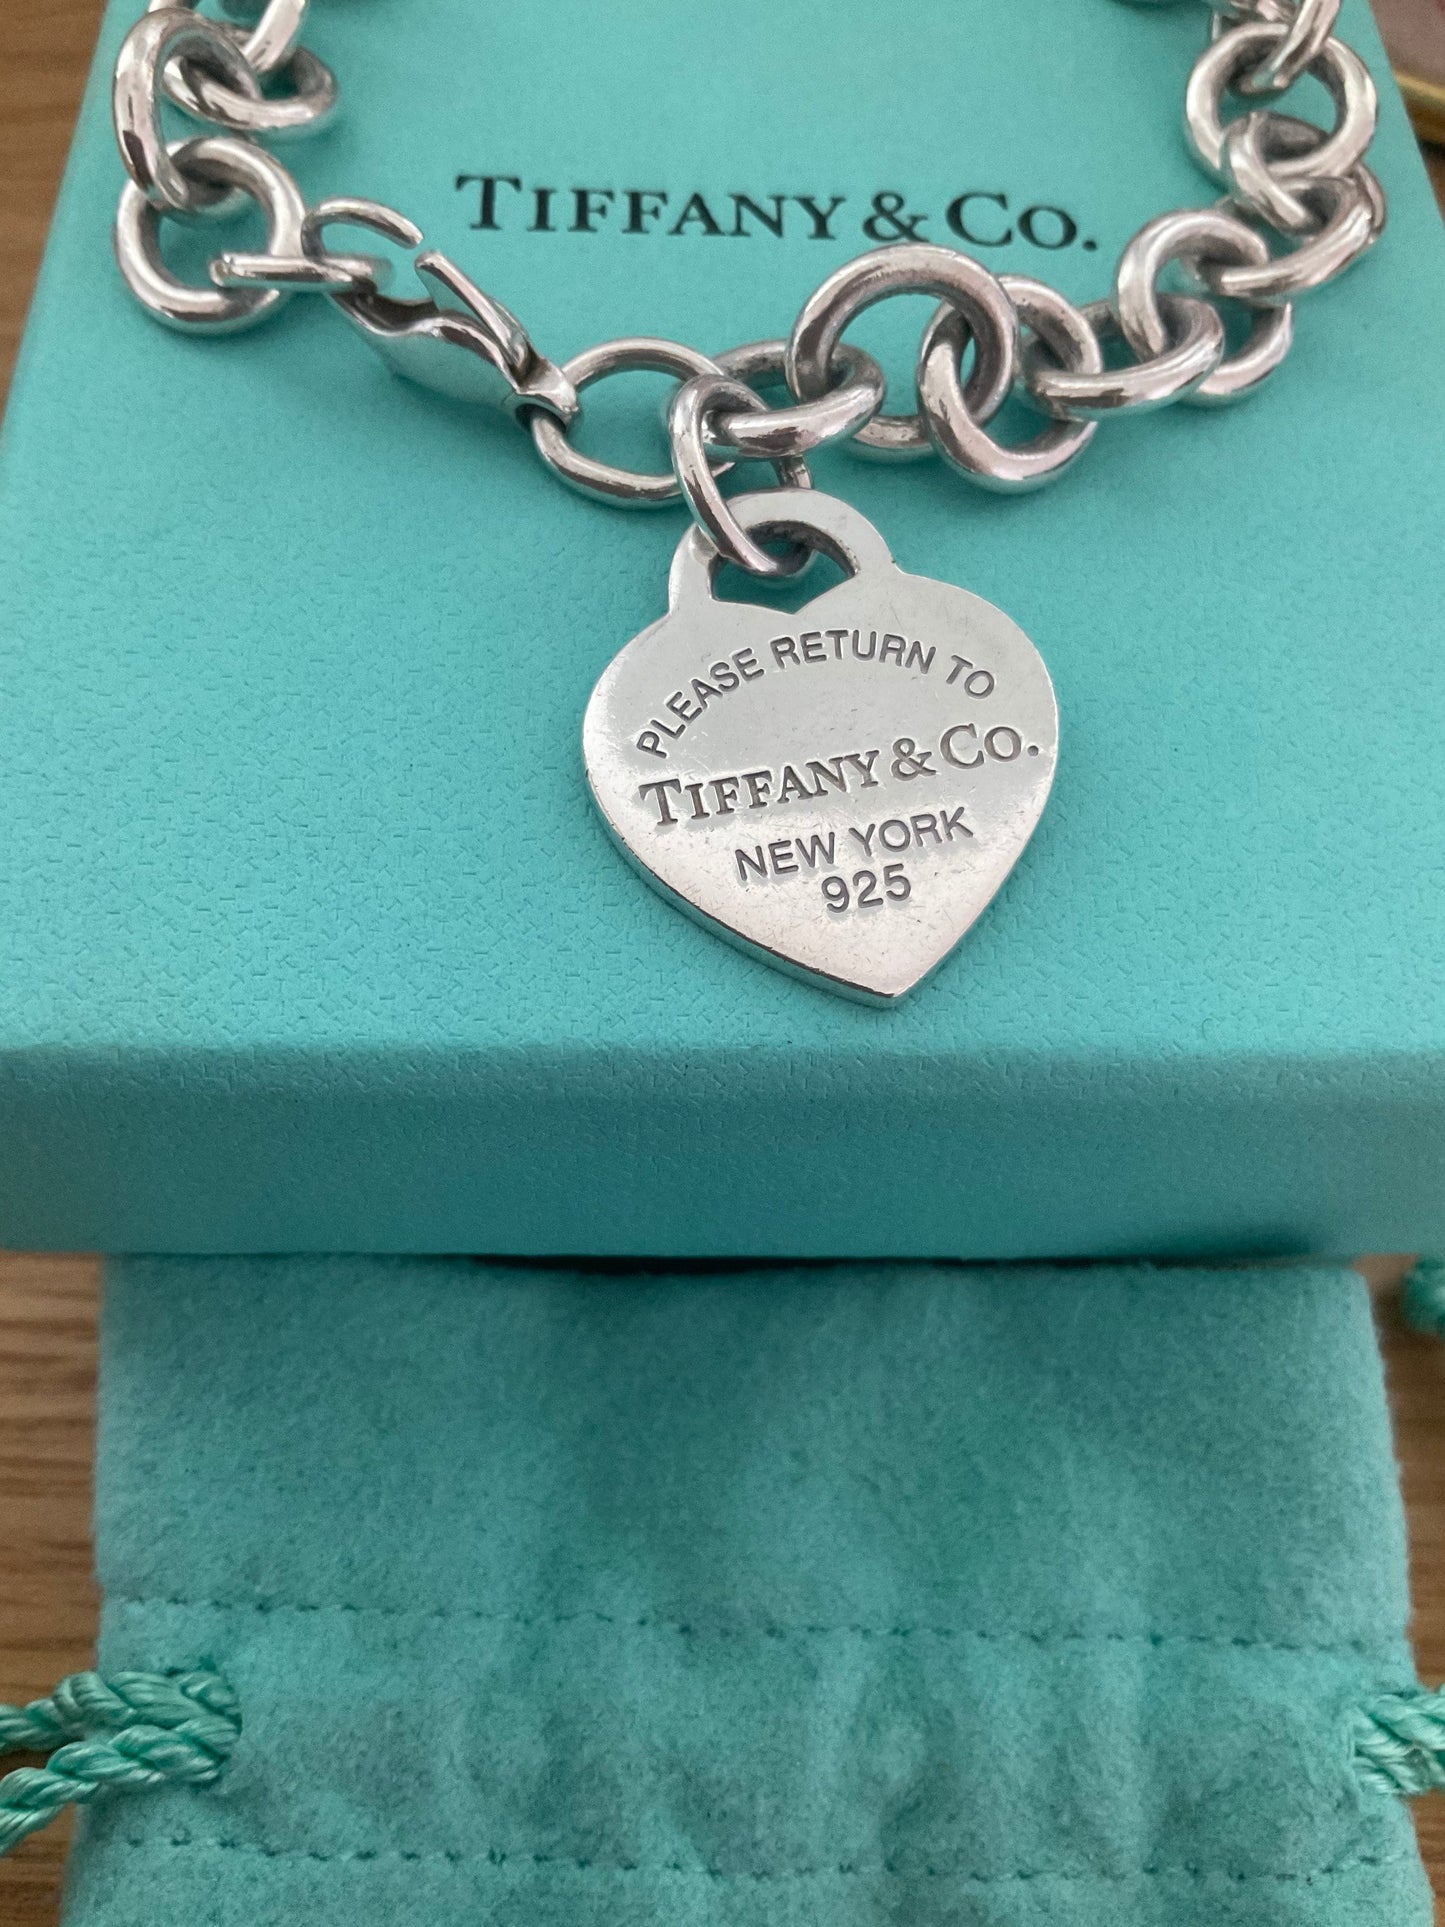 TIFFANY & CO.
PLEASE RETURN TO
TIFFANY & CO.
NEW YORK
925